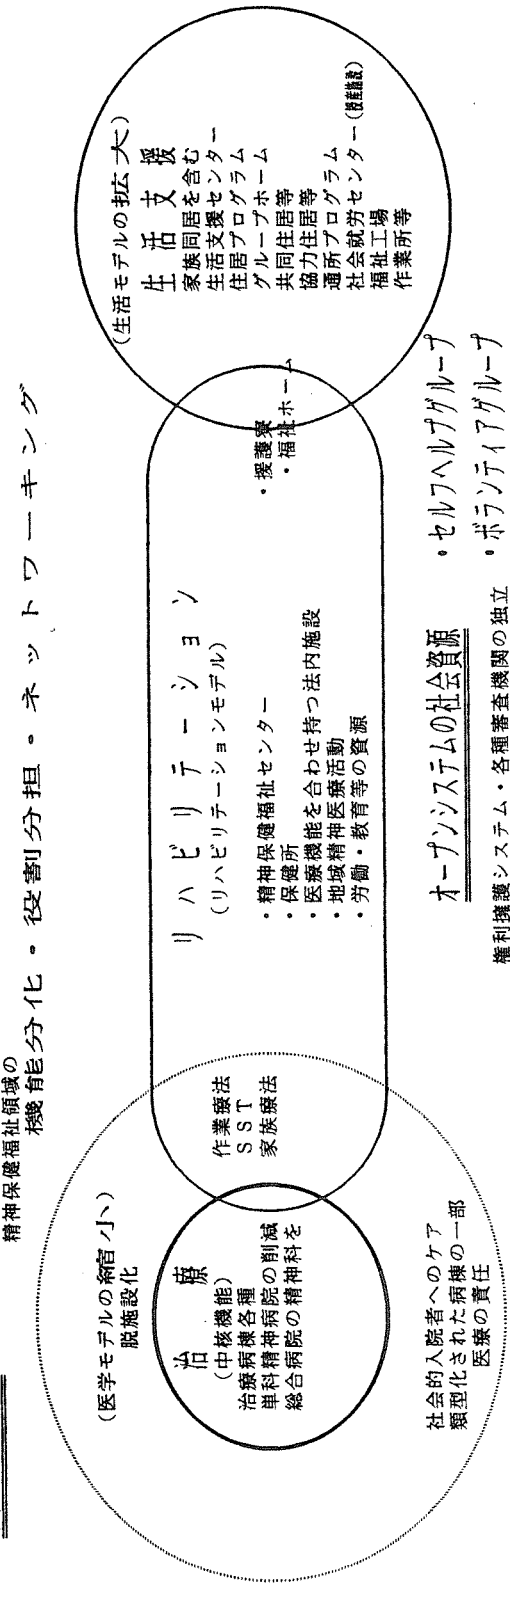 精神保健福祉領域の
機能分化・役割分担・ネットワーキング
(医学モデルの縮小)
脱施設化
治療
(中核機能)
治療病棟各種
単科精神病院の削減
総合病院の精神科を
社会的入院者へのケア
類型化された病棟の一部
医療の責任
作業療法
SST
家族療法
リハビリテーション
(リハビリテーションモデル)
・精神保健福祉センター
・保健所
・医療機能を合わせ持つ法内施設
・地域精神医療活動
・労働・教育等の資源
・援護寮
・福祉ホーム
(生活モデルの拡大)
生活支援
家族同居を含む
生活支援センター
住居プログラム
グループホーム
共同住居等
協力住居等
通所プログラム
社会就労センター(授産施設)
福祉工場
作業所等
オープンシステムの社会資源
・セルフヘルプグループ
・ボランティアグループ
権利擁護システム・各種審査機関の独立